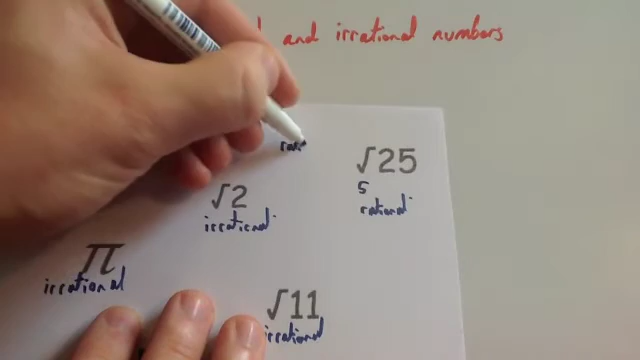 and irrational numbers
√25
5
rational
√2
irrational
π
irrational
√11
irrational